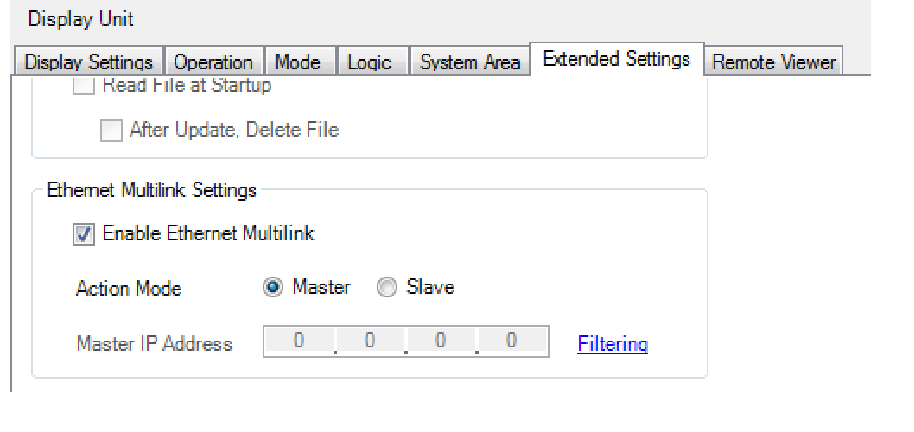 Display Unit
Display Settings Operation Mode Logic System Area Extended Settings Remote Viewer
Read File at Startup
After Update, Delete File
Ethernet Multilink Settings
Enable Ethernet Multilink
Action Mode Master Slave
Master IP Address 0 . 0 . 0 . 0 Filtering